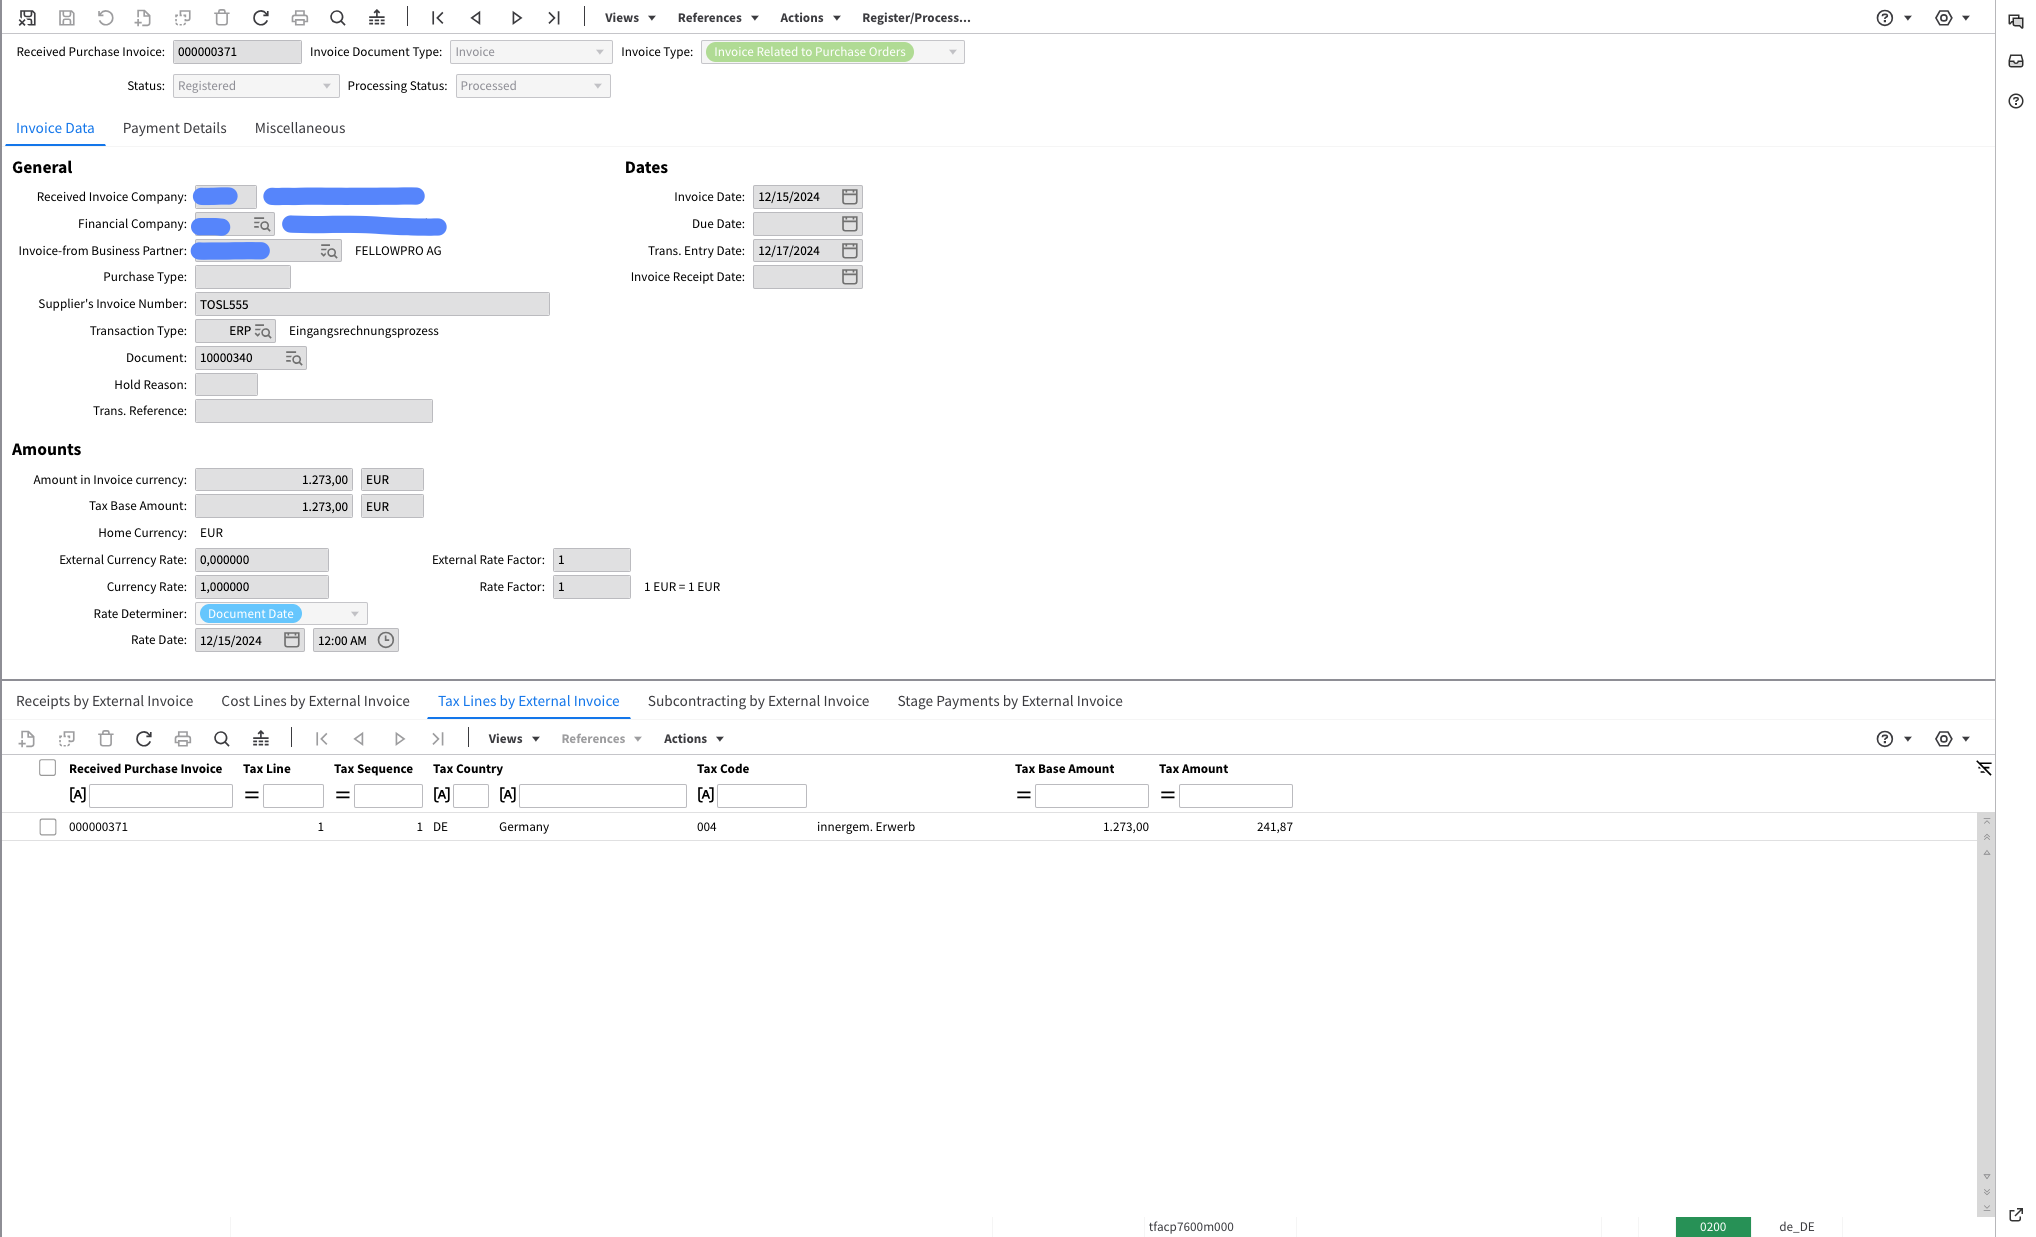 Views References Actions Register/Process...
Received Purchase Invoice: 000000371 Invoice Document Type: Invoice Invoice Type: Invoice Related to Purchase Orders
Status: Registered Processing Status: Processed
Invoice Data Payment Details Miscellaneous
General Dates
Received Invoice Company: Invoice Date: 12/15/2024
Financial Company: Due Date:
Invoice-from Business Partner: FELLOWPRO AG Trans. Entry Date: 12/17/2024
Purchase Type: Invoice Receipt Date:
Supplier's Invoice Number: TOSL555
Transaction Type: ERP Eingangsrechnungsprozess
Document: 10000340
Hold Reason:
Trans. Reference:
Amounts
Amount in Invoice currency: 1.273,00 EUR
Tax Base Amount: 1.273,00 EUR
Home Currency: EUR
External Currency Rate: 0,000000 External Rate Factor: 1
Currency Rate: 1,000000 Rate Factor: 1 1 EUR = 1 EUR
Rate Determiner: Document Date
Rate Date: 12/15/2024 12:00 AM
Receipts by External Invoice Cost Lines by External Invoice Tax Lines by External Invoice Subcontracting by External Invoice Stage Payments by External Invoice
Views References Actions
Received Purchase Invoice Tax Line Tax Sequence Tax Country Tax Code Tax Base Amount Tax Amount
[A] = = [A] [A] [A] = =
000000371 1 1 DE Germany 004 innergem. Erwerb 1.273,00 241,87
tfacp7600m000 0200 de_DE